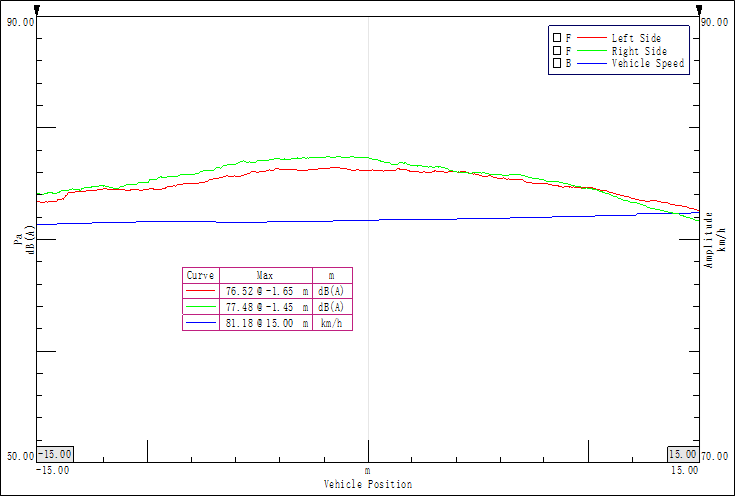 90.00
90.00
F Left Side
F Right Side
B Vehicle Speed
Pa
dB(A)
Amplitude
km/h
Curve Max m
76.52 @ -1.65 m dB(A)
77.48 @ -1.45 m dB(A)
81.18 @ 15.00 m km/h
50.00
-15.00
15.00
70.00
-15.00
m
15.00
Vehicle Position